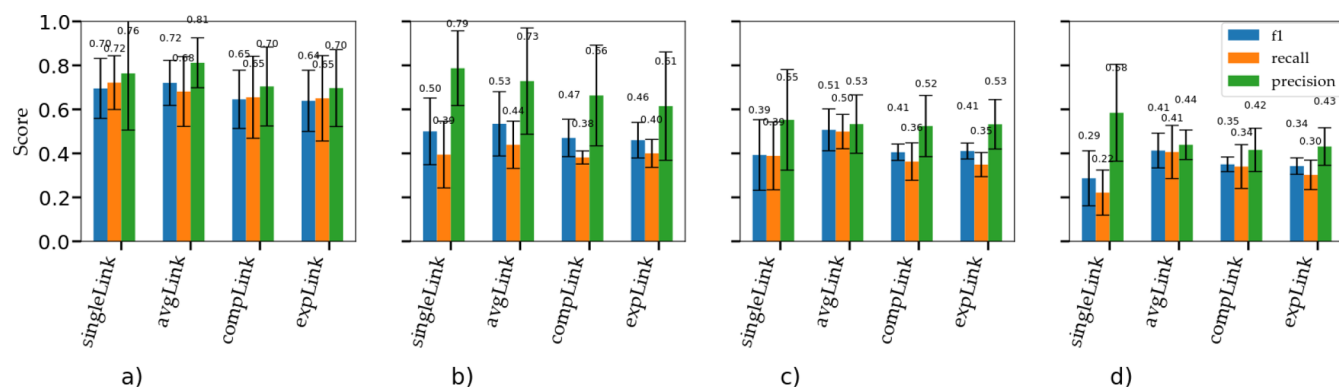 1.0
0.8
0.6
0.4
0.2
0.0
Score
0.70 0.72 0.76
0.72 0.68 0.81
0.65 0.65 0.70
0.64 0.65 0.70
singleLink avgLink compLink expLink
a)
0.50 0.39 0.79
0.53 0.44 0.73
0.47 0.38 0.66
0.46 0.40 0.61
singleLink avgLink compLink expLink
b)
0.39 0.39 0.55
0.51 0.50 0.53
0.41 0.36 0.52
0.41 0.35 0.53
singleLink avgLink compLink expLink
c)
f1
recall
precision
0.29 0.22 0.58
0.41 0.41 0.44
0.35 0.34 0.42
0.34 0.30 0.43
singleLink avgLink compLink expLink
d)